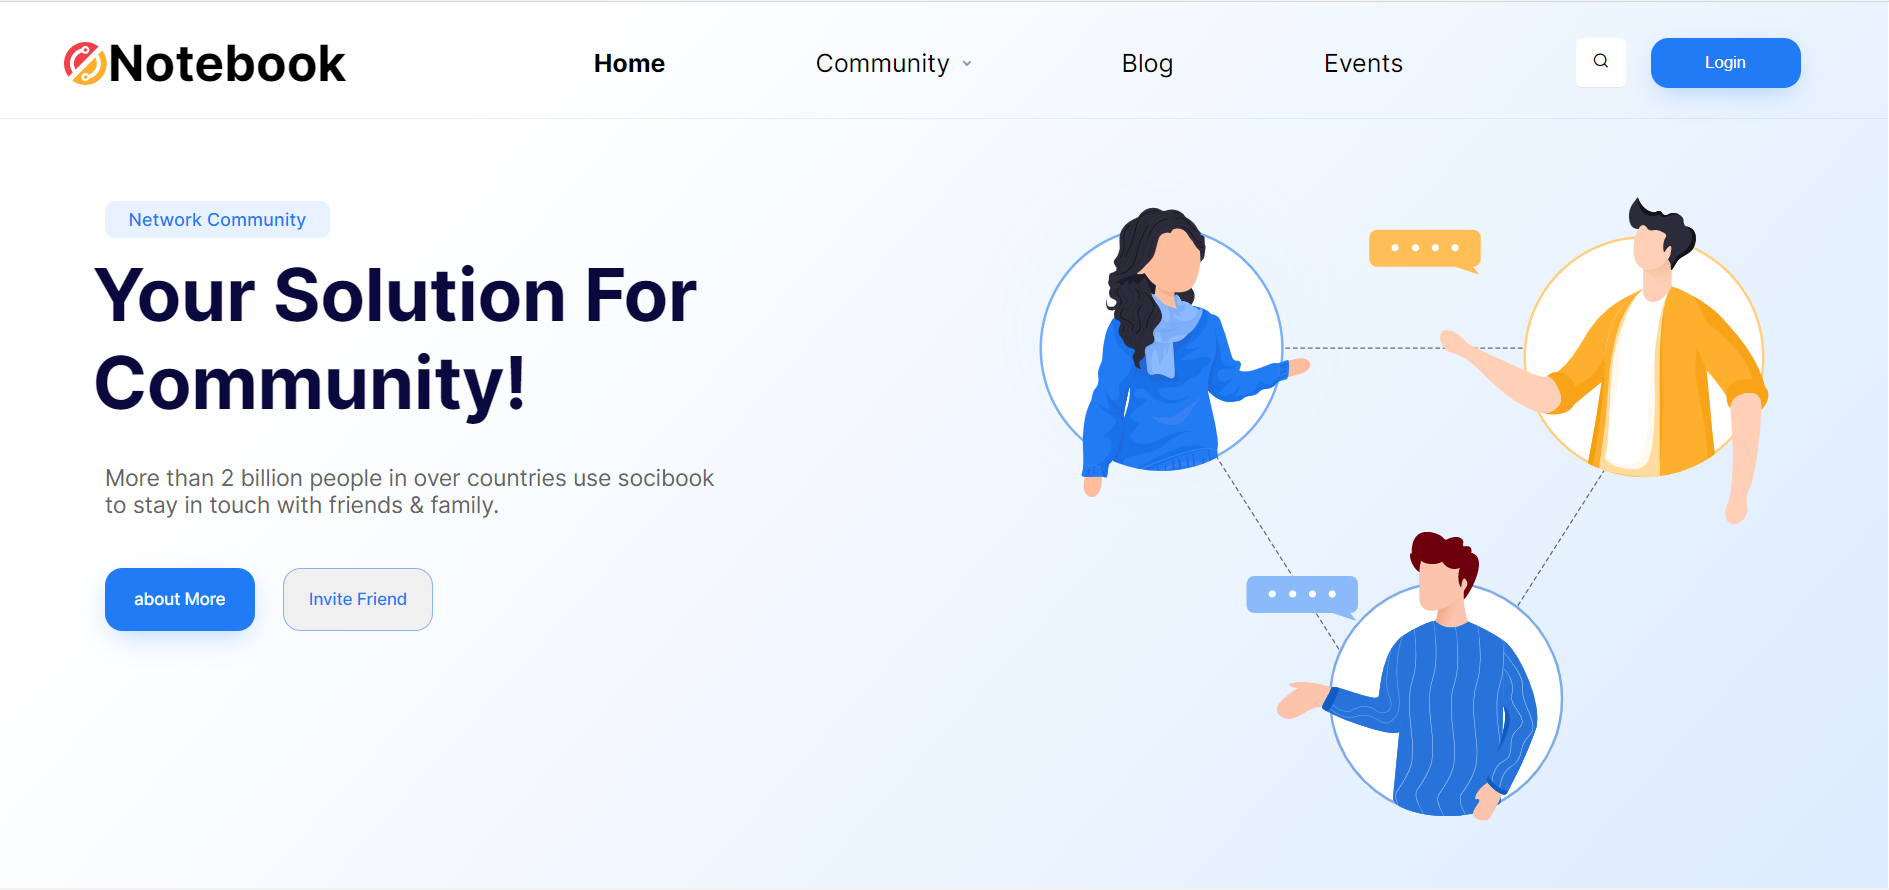 Notebook
Home
Community
Blog
Events
Login
Network Community
Your Solution For
Community!
More than 2 billion people in over countries use socibook
to stay in touch with friends & family.
about More
Invite Friend